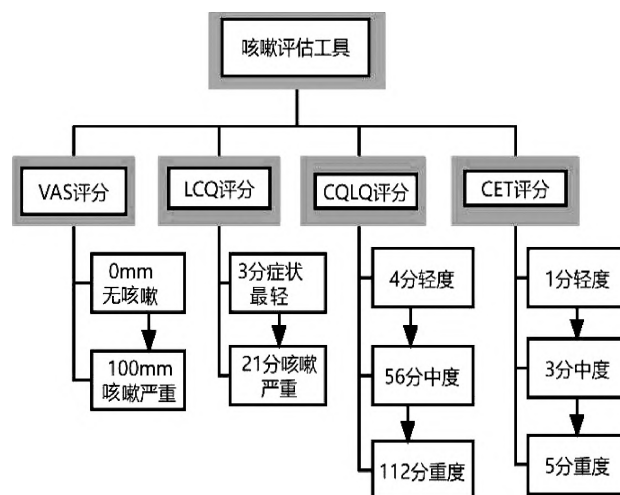 咳嗽评估工具
VAS评分
LCQ评分
CQLQ评分
CET评分
0mm
无咳嗽
100mm
咳嗽严重
3分症状
最轻
21分咳嗽
严重
4分轻度
56分中度
112分重度
1分轻度
3分中度
5分重度